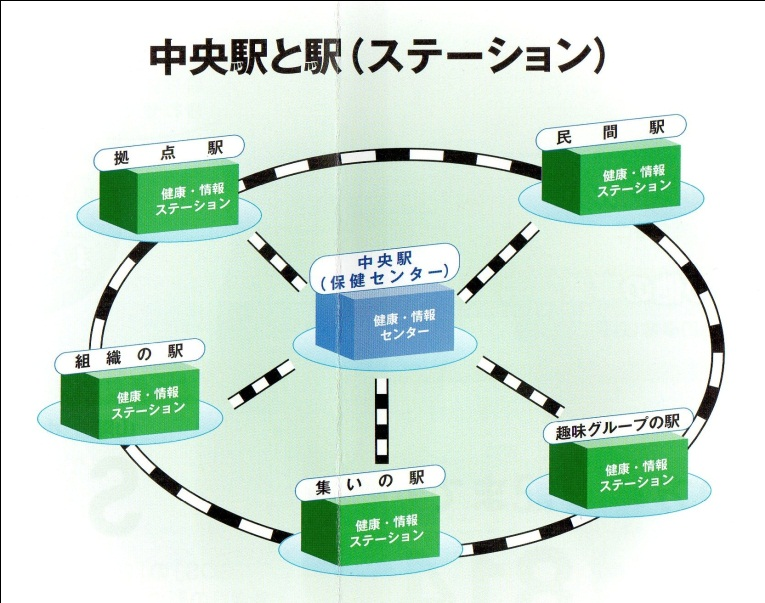 中央駅と駅（ステーション）
拠点駅
健康・情報
ステーション
民間駅
健康・情報
ステーション
中央駅
（保健センター）
健康・情報
センター
組織の駅
健康・情報
ステーション
趣味グループの駅
健康・情報
ステーション
集いの駅
健康・情報
ステーション